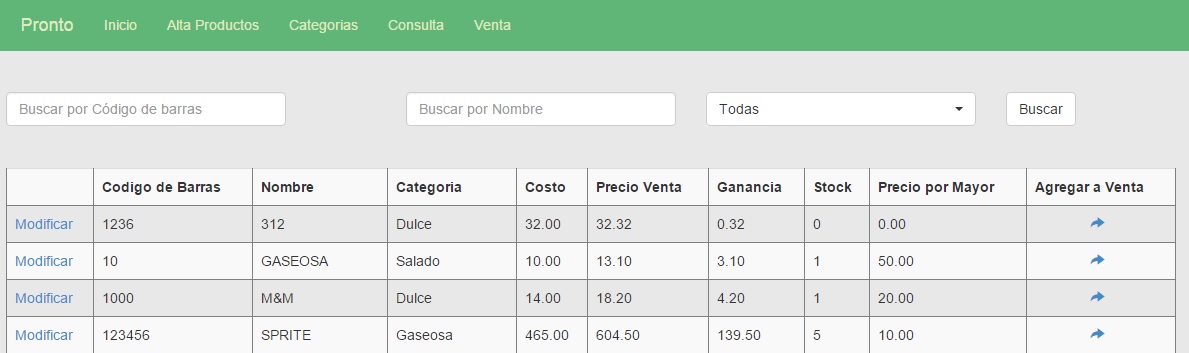 Pronto Inicio Alta Productos Categorias Consulta Venta
Buscar por Código de barras Buscar por Nombre Todas Buscar
Codigo de Barras Nombre Categoria Costo Precio Venta Ganancia Stock Precio por Mayor Agregar a Venta
Modificar 1236 312 Dulce 32.00 32.32 0.32 0 0.00
Modificar 10 GASEOSA Salado 10.00 13.10 3.10 1 50.00
Modificar 1000 M&M Dulce 14.00 18.20 4.20 1 20.00
Modificar 123456 SPRITE Gaseosa 465.00 604.50 139.50 5 10.00